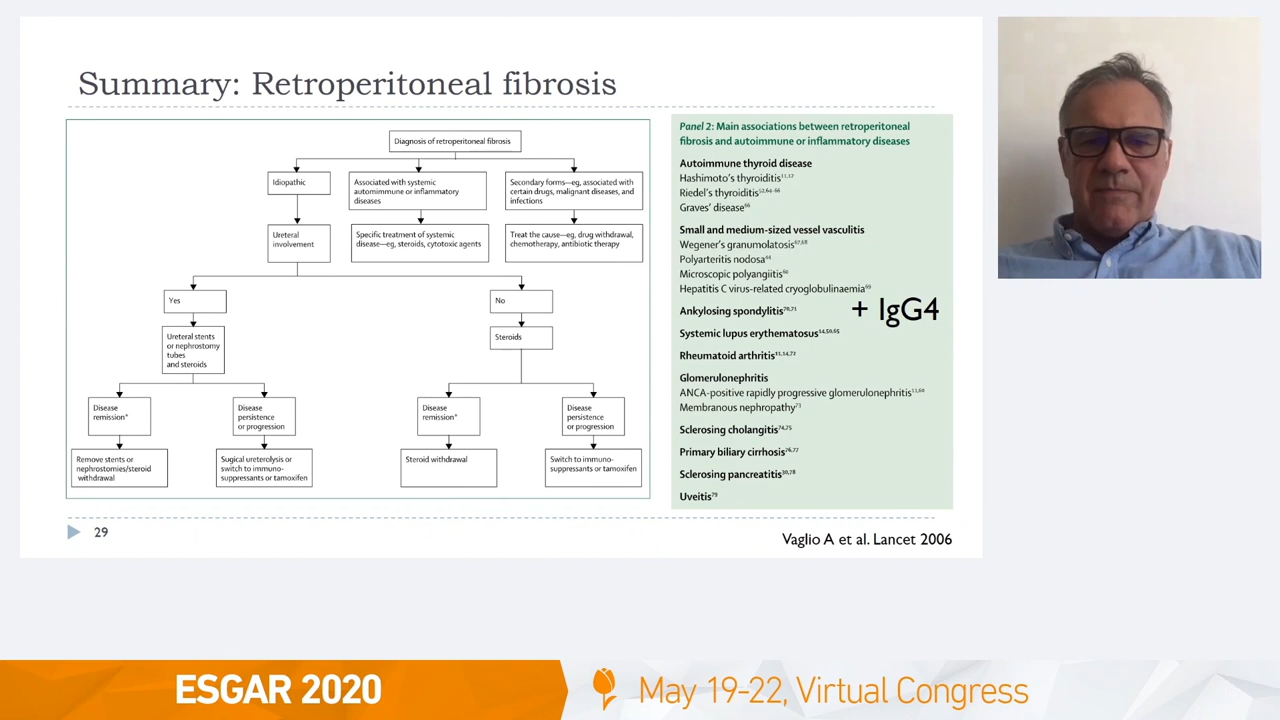 Summary: Retroperitoneal fibrosis
Diagnosis of retroperitoneal fibrosis
Idiopathic
Associated with systemic
autoimmune or inflammatory
diseases
Secondary forms—eg, associated with
certain drugs, malignant diseases, and
infections
Ureteral
involvement
Specific treatment of systemic
disease—eg, steroids, cytotoxic agents
Treat the cause—eg, drug withdrawal,
chemotherapy, antibiotic therapy
Yes
No
Ureteral stents
or nephrostomy
tubes
and steroids
Steroids
Disease
remission*
Disease
persistence
or progression
Disease
remission*
Disease
persistence
or progression
Remove stents or
nephrostomies/steroid
withdrawal
Sugical ureterolysis or
switch to immuno-
suppressants or tamoxifen
Steroid withdrawal
Switch to immuno-
suppressants or tamoxifen
Panel 2: Main associations between retroperitoneal
fibrosis and autoimmune or inflammatory diseases
Autoimmune thyroid disease
Hashimoto's thyroiditis
Riedel's thyroiditis
Graves' disease
Small and medium-sized vessel vasculitis
Wegener's granulomatosis
Polyarteritis nodosa
Microscopic polyangiitis
Hepatitis C virus-related cryoglobulinaemia
Ankylosing spondylitis
+ IgG4
Systemic lupus erythematosus
Rheumatoid arthritis
Glomerulonephritis
ANCA-positive rapidly progressive glomerulonephritis
Membranous nephropathy
Sclerosing cholangitis
Primary biliary cirrhosis
Sclerosing pancreatitis
Uveitis
29
Vaglio A et al. Lancet 2006
ESGAR 2020
May 19-22, Virtual Congress